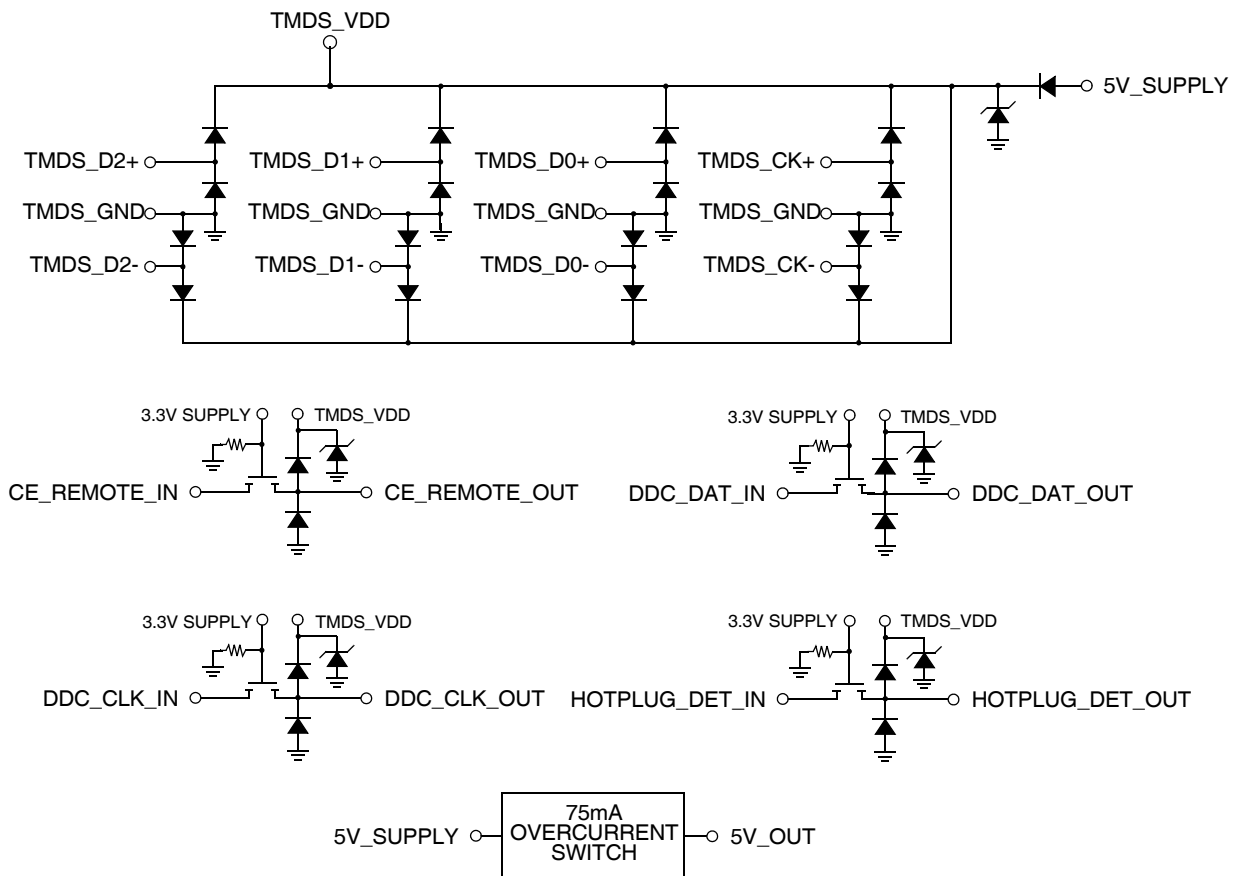 TMDS_VDD
5V_SUPPLY
TMDS_D2+
TMDS_D1+
TMDS_D0+
TMDS_CK+
TMDS_GND
TMDS_GND
TMDS_GND
TMDS_GND
TMDS_D2-
TMDS_D1-
TMDS_D0-
TMDS_CK-
3.3V SUPPLY
TMDS_VDD
CE_REMOTE_IN
CE_REMOTE_OUT
3.3V SUPPLY
TMDS_VDD
DDC_DAT_IN
DDC_DAT_OUT
3.3V SUPPLY
TMDS_VDD
DDC_CLK_IN
DDC_CLK_OUT
3.3V SUPPLY
TMDS_VDD
HOTPLUG_DET_IN
HOTPLUG_DET_OUT
5V_SUPPLY
75mA
OVERCURRENT
SWITCH
5V_OUT